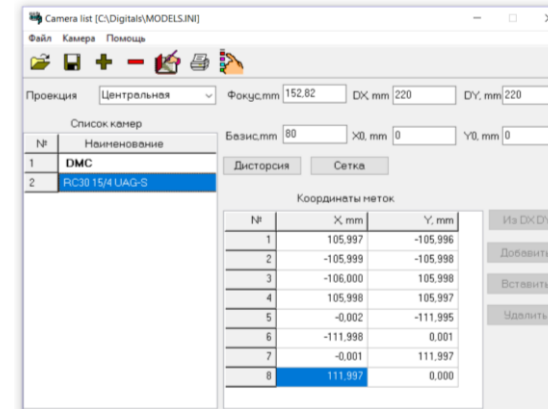 Camera list [C:\Digitals\MODELS.INI]
Файл Камера Помощь
Проекция Центральная Фокус,mm 152,82 DX, mm 220 DY, mm 220
Список камер
Базис,mm 80 X0, mm 0 Y0, mm 0
№ Наименование
Дисторсия Сетка
1 DMC
2 RC30 15/4 UAG-S
Координаты меток
№ X, mm Y, mm
1 105,997 -105,996
2 -105,999 -105,998
3 -106,000 105,998
4 105,998 105,997
5 -0,002 -111,995
6 -111,998 0,001
7 -0,001 111,997
8 111,997 0,000
Из DX DY
Добавить
Вставить
Удалить